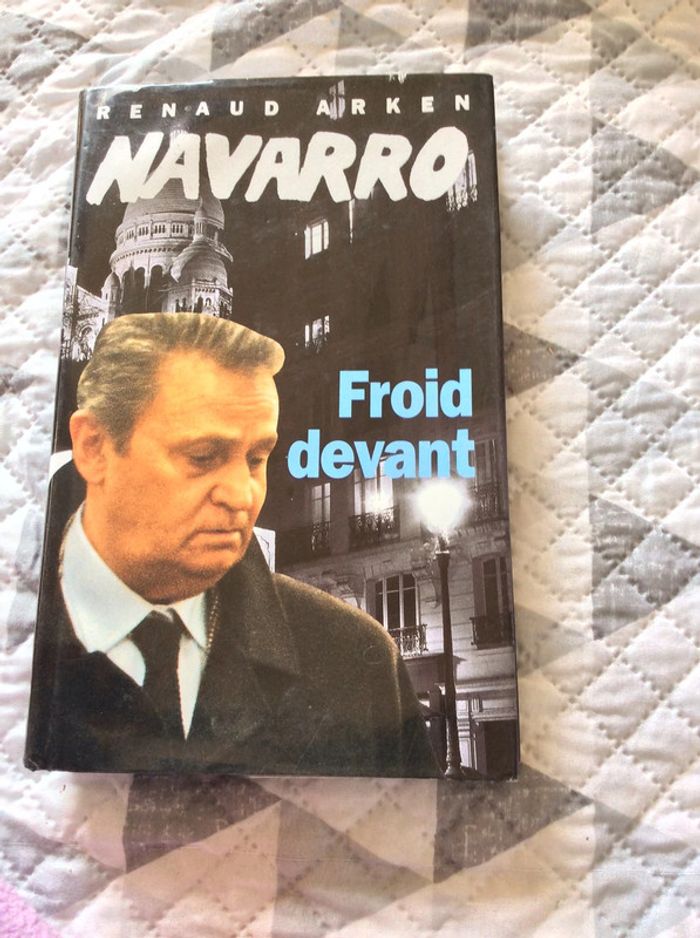 RENAUD ARKEN
NAVARRO
Froid
devant